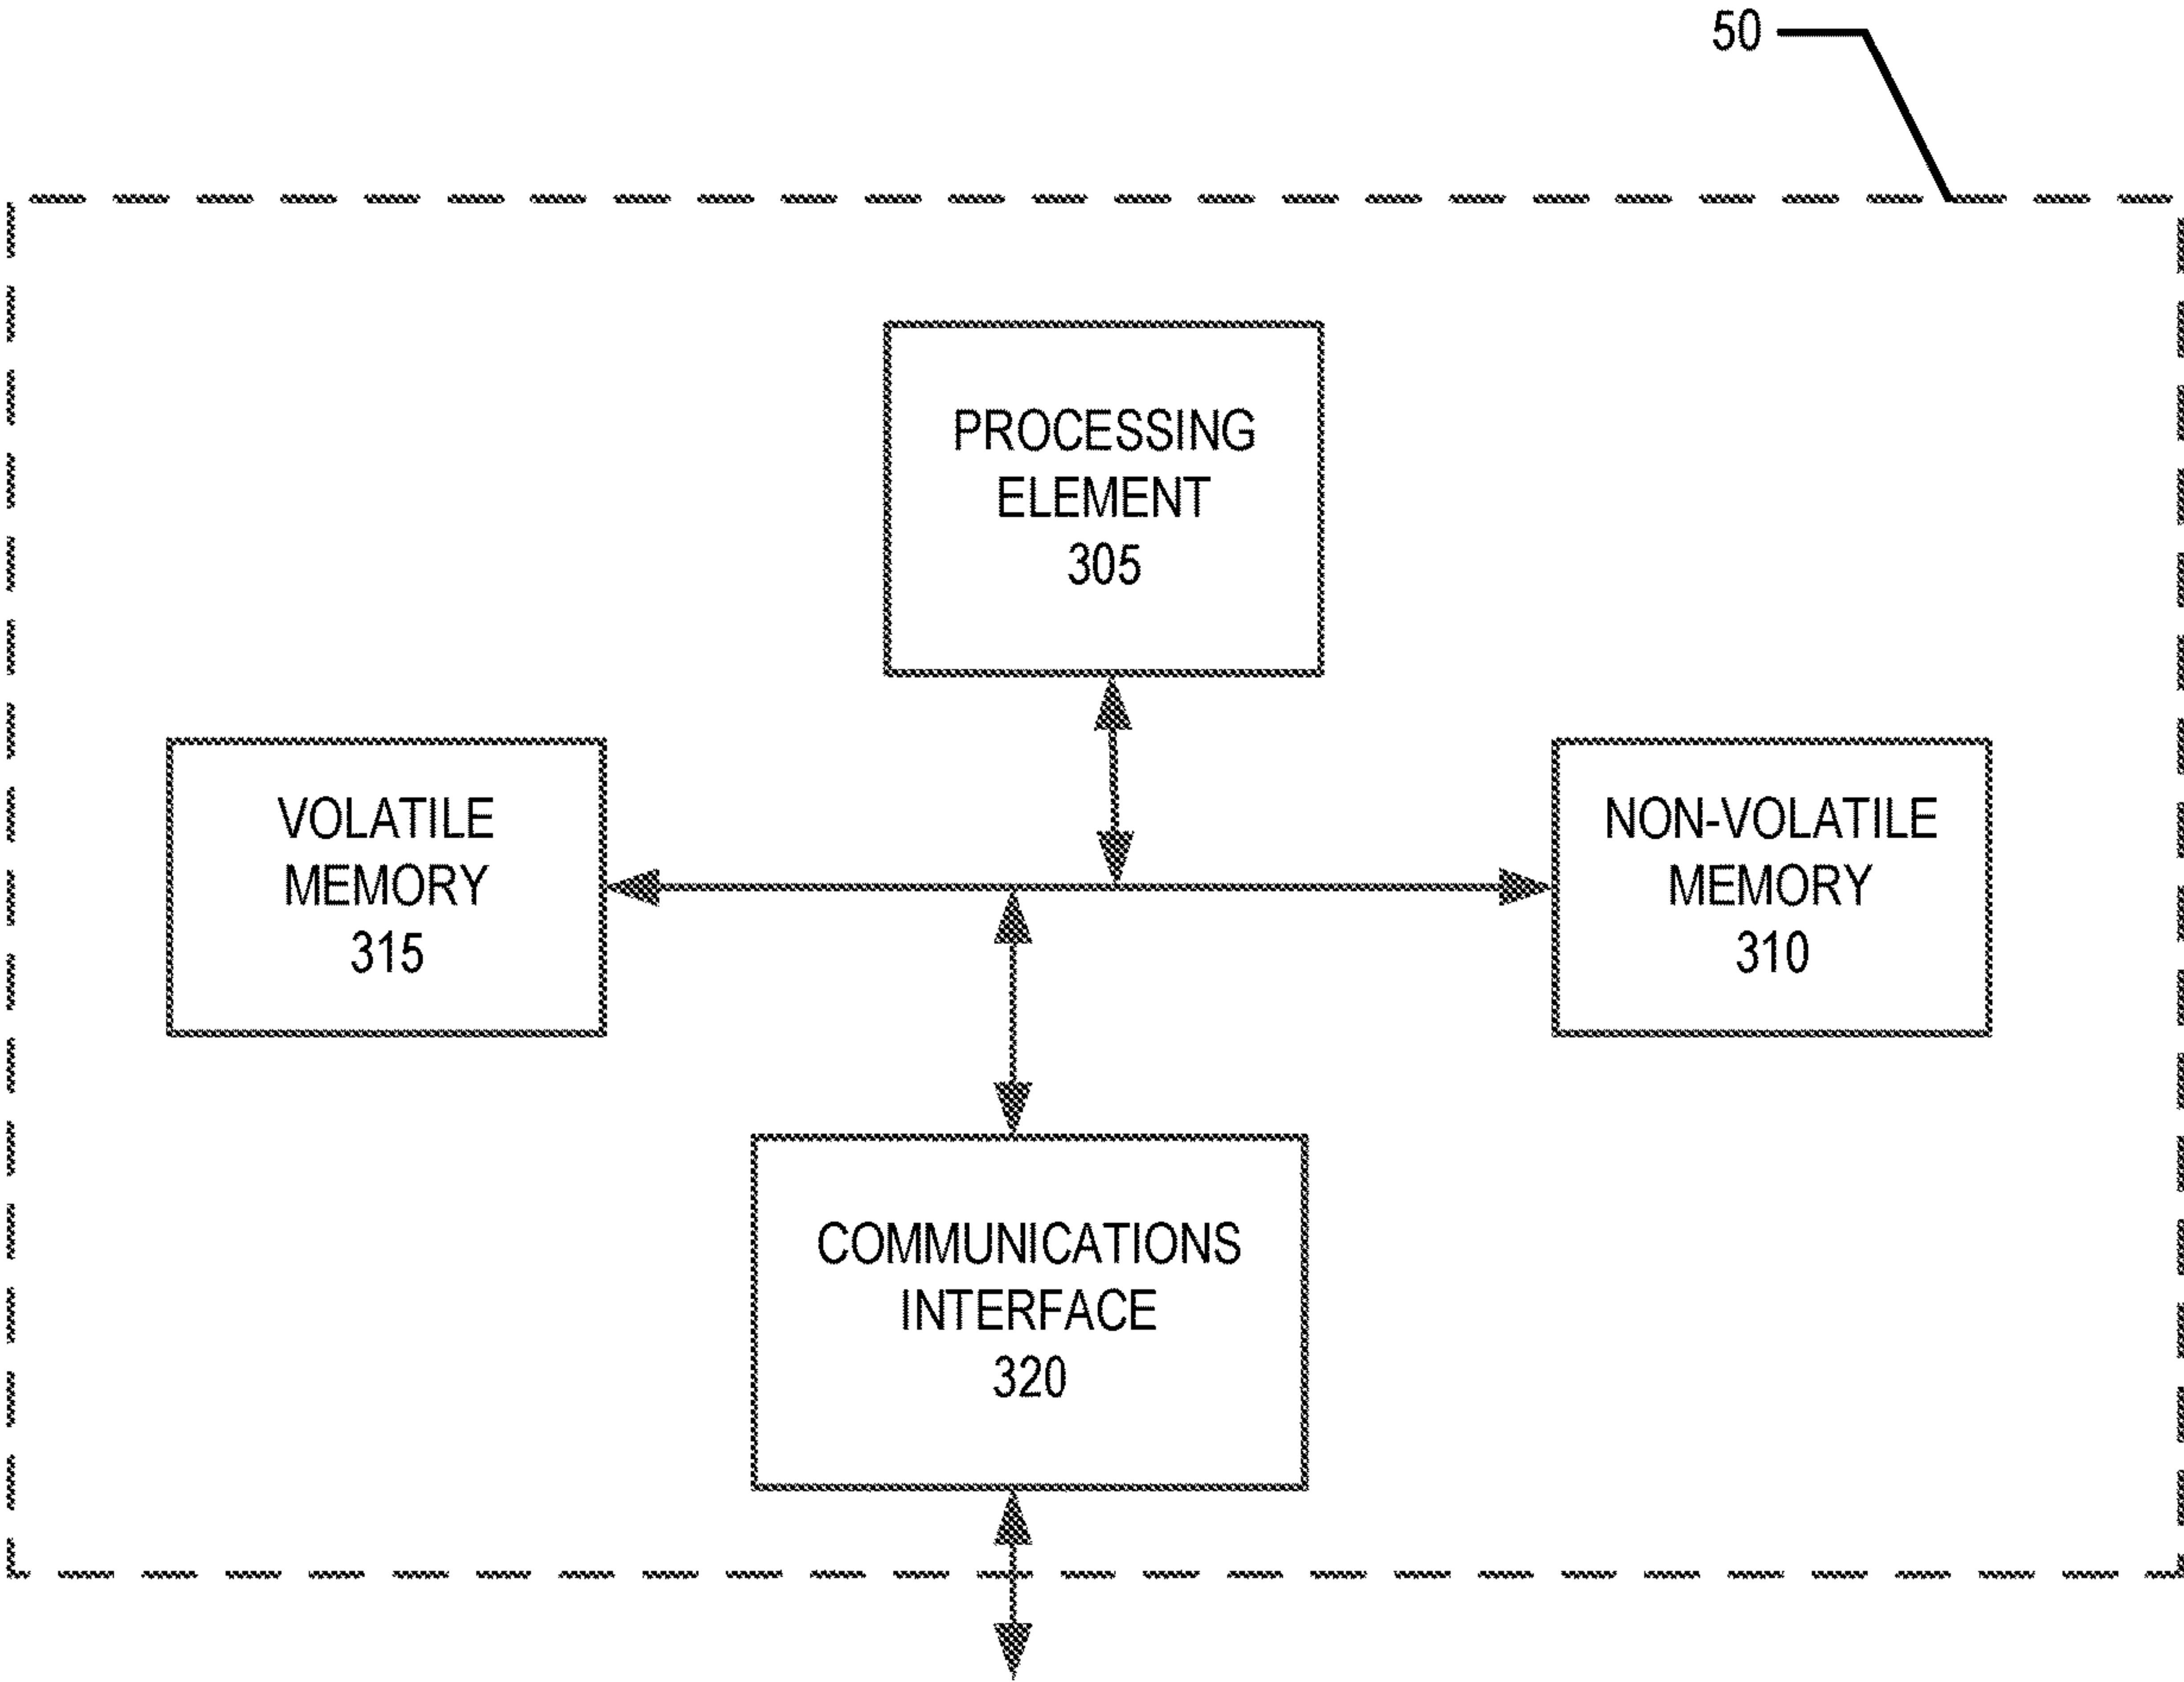 50
PROCESSING
ELEMENT
305
VOLATILE
MEMORY
315
NON-VOLATILE
MEMORY
310
COMMUNICATIONS
INTERFACE
320